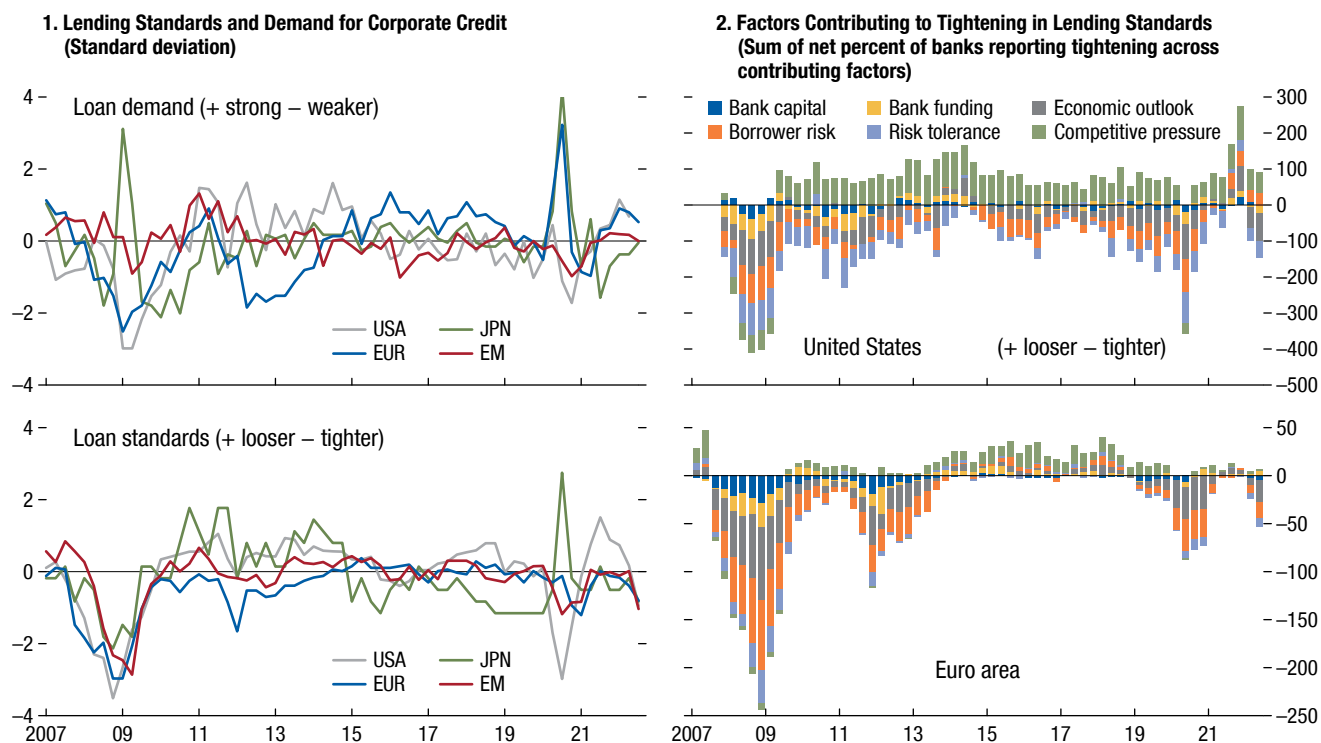 1. Lending Standards and Demand for Corporate Credit
(Standard deviation)
4
Loan demand (+ strong – weaker)
2
0
–2
–4
USA
JPN
EUR
EM
4
Loan standards (+ looser – tighter)
2
0
–2
–4
USA
JPN
EUR
EM
2007
09
11
13
15
17
19
21
2. Factors Contributing to Tightening in Lending Standards
(Sum of net percent of banks reporting tightening across
contributing factors)
Bank capital
Bank funding
Economic outlook
Borrower risk
Risk tolerance
Competitive pressure
300
200
100
0
–100
–200
–300
–400
–500
United States
(+ looser – tighter)
50
0
–50
–100
–150
–200
–250
Euro area
2007
09
11
13
15
17
19
21